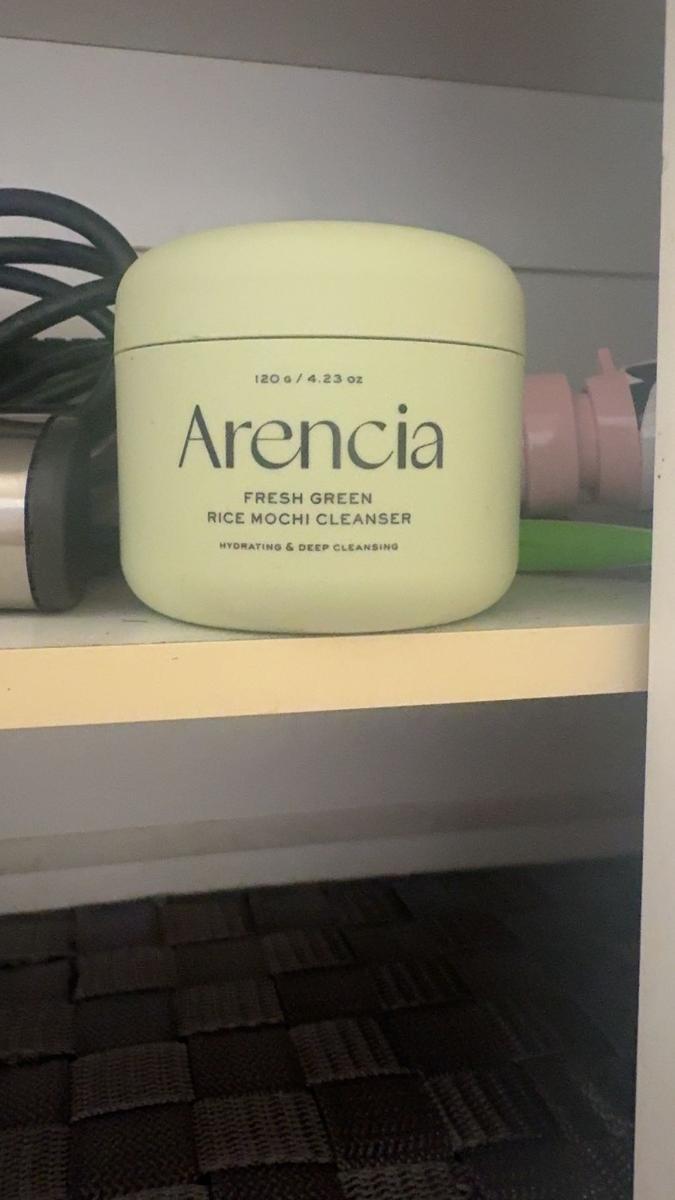 120 G / 4.23 OZ
Arencia
FRESH GREEN
RICE MOCHI CLEANSER
HYDRATING & DEEP CLEANSING